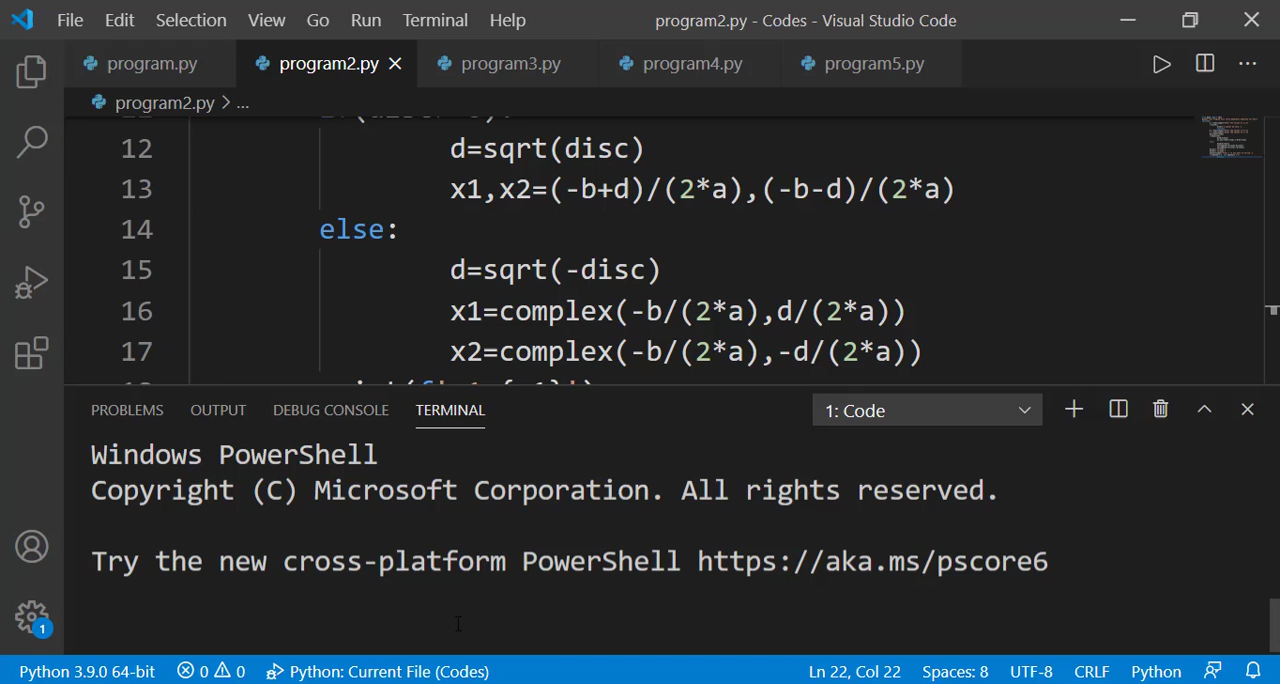 File Edit Selection View Go Run Terminal Help program2.py - Codes - Visual Studio Code
program.py program2.py program3.py program4.py program5.py
program2.py > ...
12 d=sqrt(disc)
13 x1,x2=(-b+d)/(2*a),(-b-d)/(2*a)
14 else:
15 d=sqrt(-disc)
16 x1=complex(-b/(2*a),d/(2*a))
17 x2=complex(-b/(2*a),-d/(2*a))
PROBLEMS OUTPUT DEBUG CONSOLE TERMINAL 1: Code
Windows PowerShell
Copyright (C) Microsoft Corporation. All rights reserved.
Try the new cross-platform PowerShell https://aka.ms/pscore6
1
Python 3.9.0 64-bit 0 0 Python: Current File (Codes) Ln 22, Col 22 Spaces: 8 UTF-8 CRLF Python